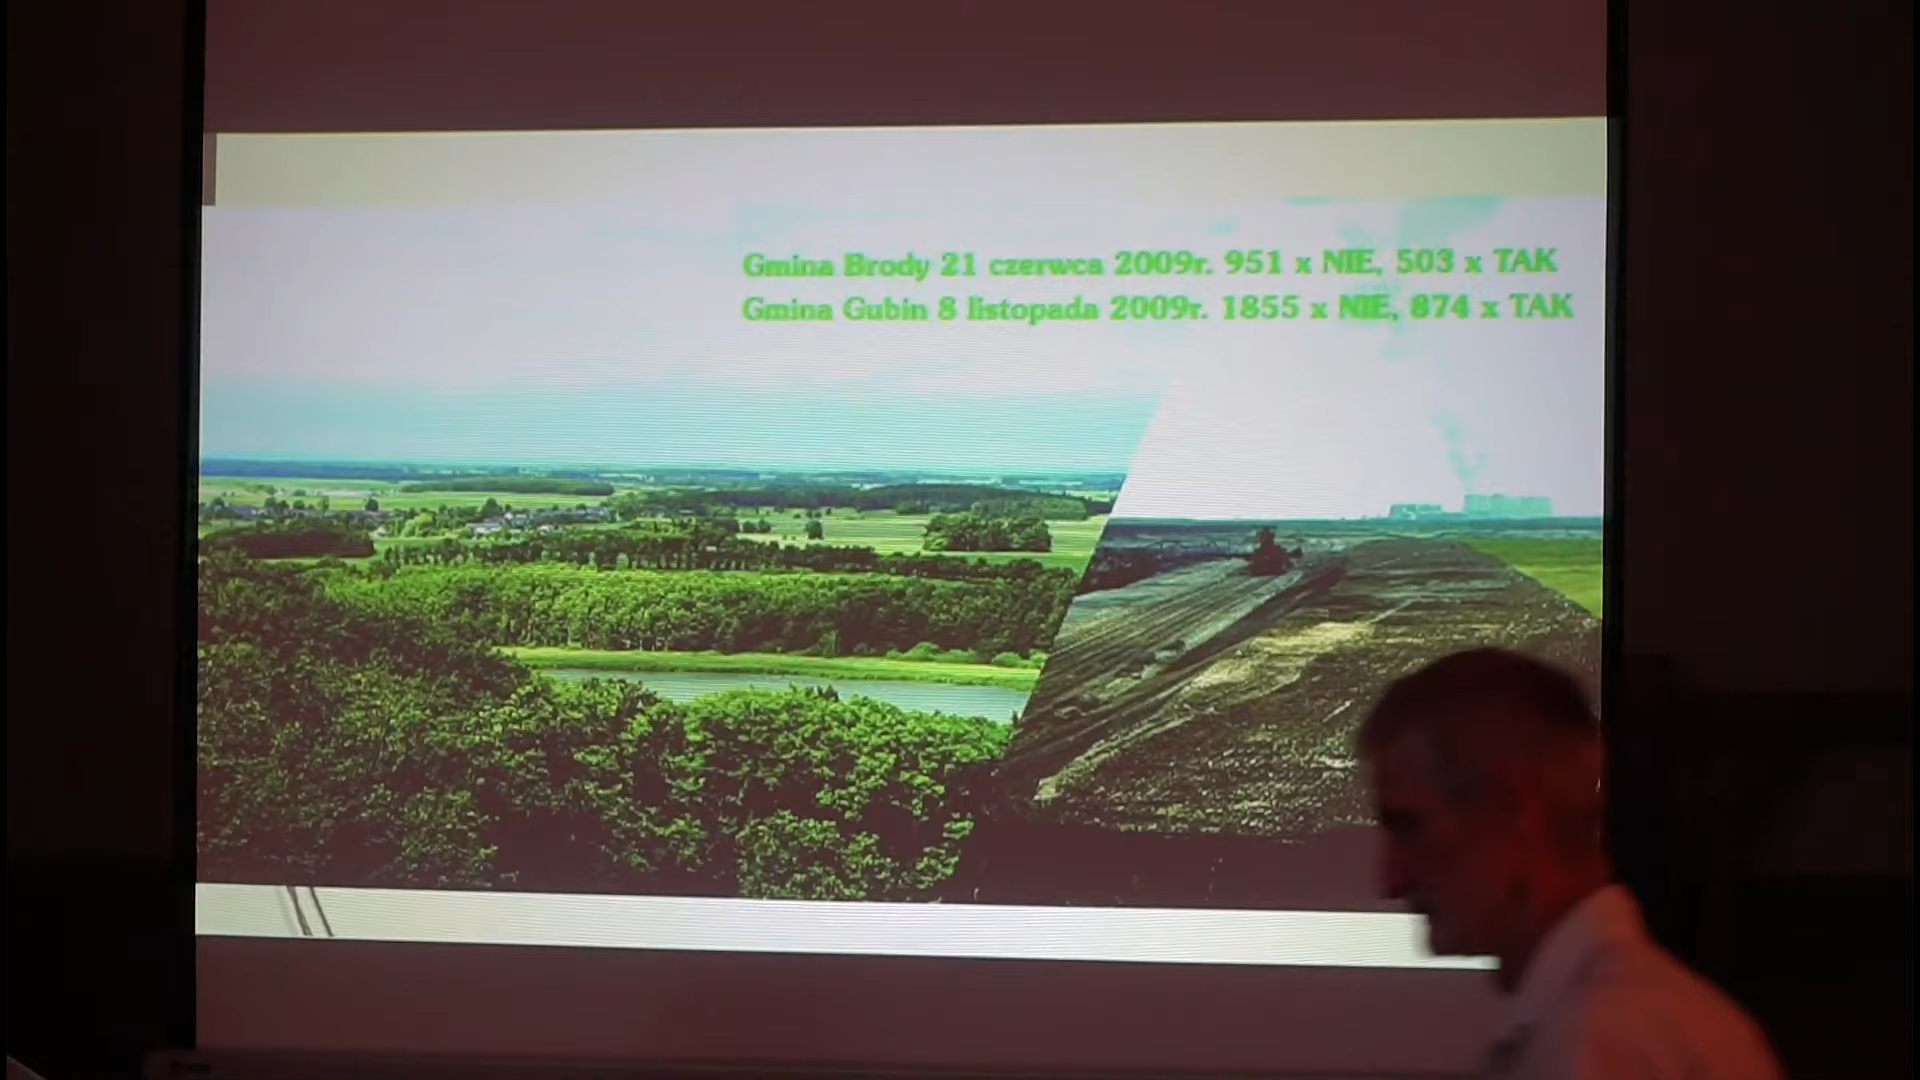 Gmina Brody 21 czerwca 2009r. 951 x NIE, 503 x TAK
Gmina Gubin 8 listopada 2009r. 1855 x NIE, 874 x TAK